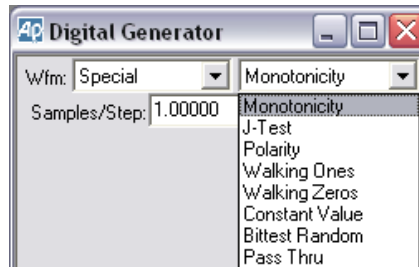 Ap Digital Generator
Wfm: Special Monotonicity
Samples/Step: 1.00000
Monotonicity
J-Test
Polarity
Walking Ones
Walking Zeros
Constant Value
Bittest Random
Pass Thru